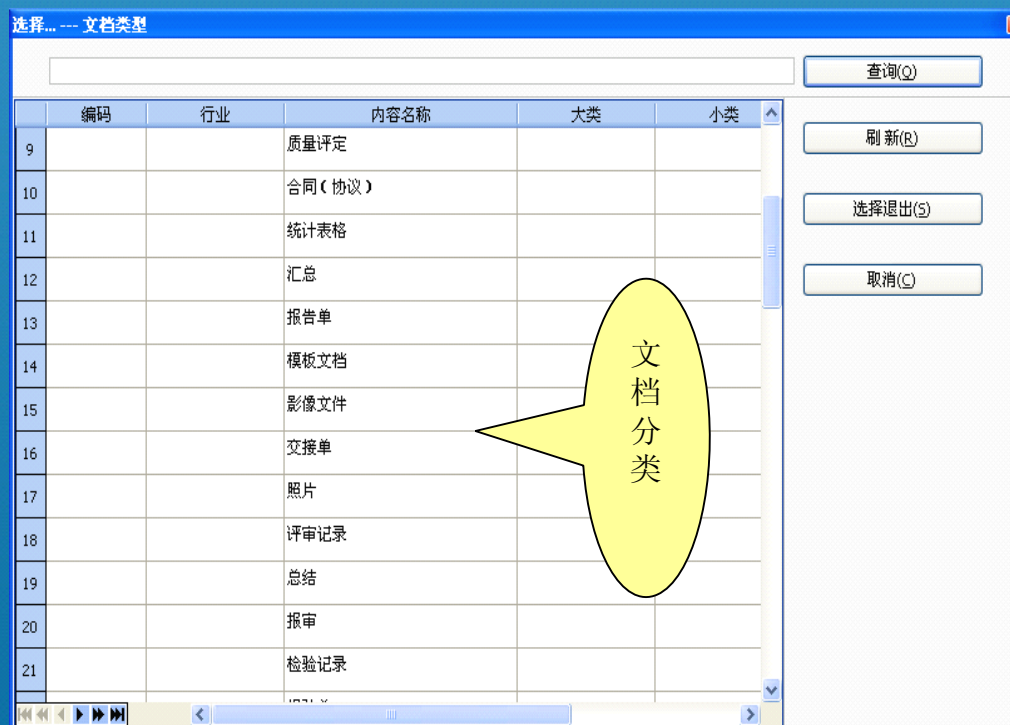 选择... --- 文档类型
查询(Q)
编码 行业 内容名称 大类 小类
刷 新(R)
选择退出(S)
取消(C)
9 质量评定
10 合同(协议)
11 统计表格
12 汇总
13 报告单
14 模板文档
15 影像文件
16 交接单
17 照片
18 评审记录
19 总结
20 报审
21 检验记录
文
档
分
类